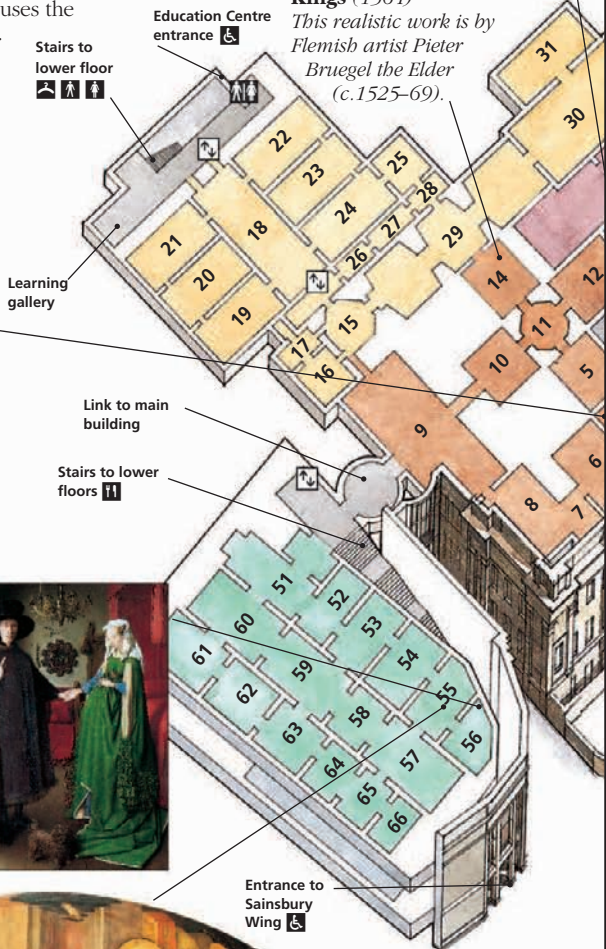 uses the
Education Centre
entrance
Stairs to
lower floor
Kings (1564)
This realistic work is by
Flemish artist Pieter
Bruegel the Elder
(c.1525–69).
31
30
22
23
25
24
28
27
29
26
18
21
20
19
14
12
11
15
17
16
10
5
Learning
gallery
9
6
8
7
Link to main
building
Stairs to lower
floors
51
52
53
60
54
61
59
55
62
58
56
63
57
64
65
66
Entrance to
Sainsbury
Wing